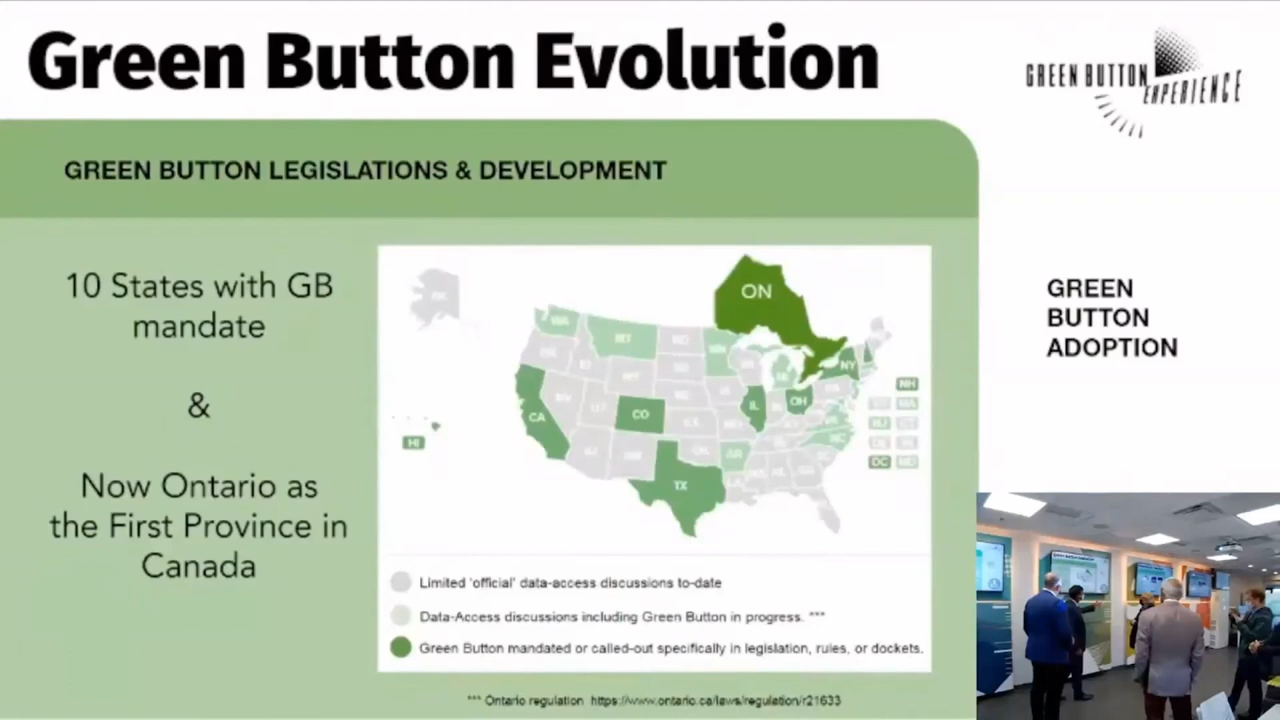 Green Button Evolution
GREEN BUTTON
EXPERIENCE
GREEN BUTTON LEGISLATIONS & DEVELOPMENT
10 States with GB
mandate
&
Now Ontario as
the First Province in
Canada
GREEN
BUTTON
ADOPTION
ON
WA
MT
NY
NH
CA
CO
IL
OH
HI
TX
AR
NC
DC
Limited 'official' data-access discussions to-date
Data-Access discussions including Green Button in progress. ***
Green Button mandated or called-out specifically in legislation, rules, or dockets.
*** Ontario regulation https://www.ontario.ca/laws/regulation/r21633